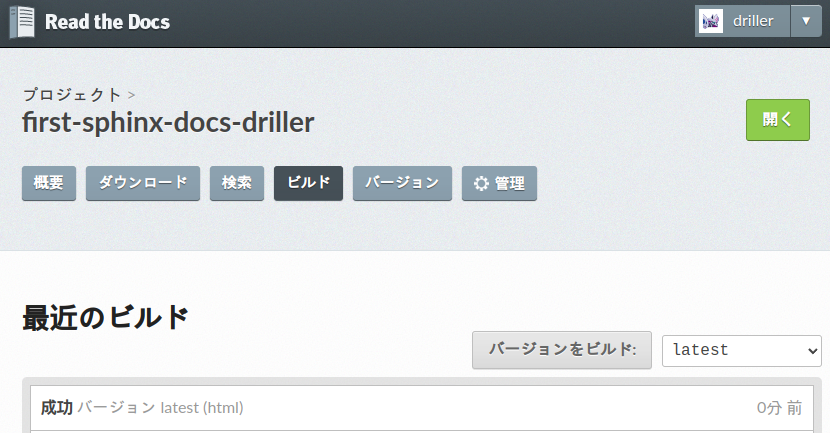 Read the Docs
driller
プロジェクト >
first-sphinx-docs-driller
開く
概要 ダウンロード 検索 ビルド バージョン 管理
最近のビルド
バージョンをビルド: latest
成功 バージョン latest (html) 0分 前